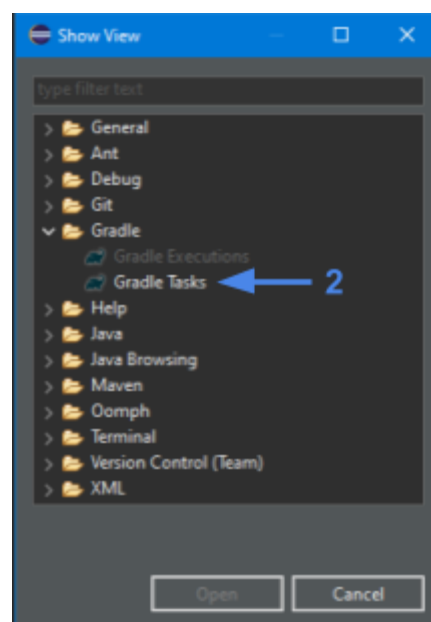 Show View
type filter text
General
Ant
Debug
Git
Gradle
Gradle Executions
Gradle Tasks 2
Help
Java
Java Browsing
Maven
Oomph
Terminal
Version Control (Team)
XML
Open Cancel